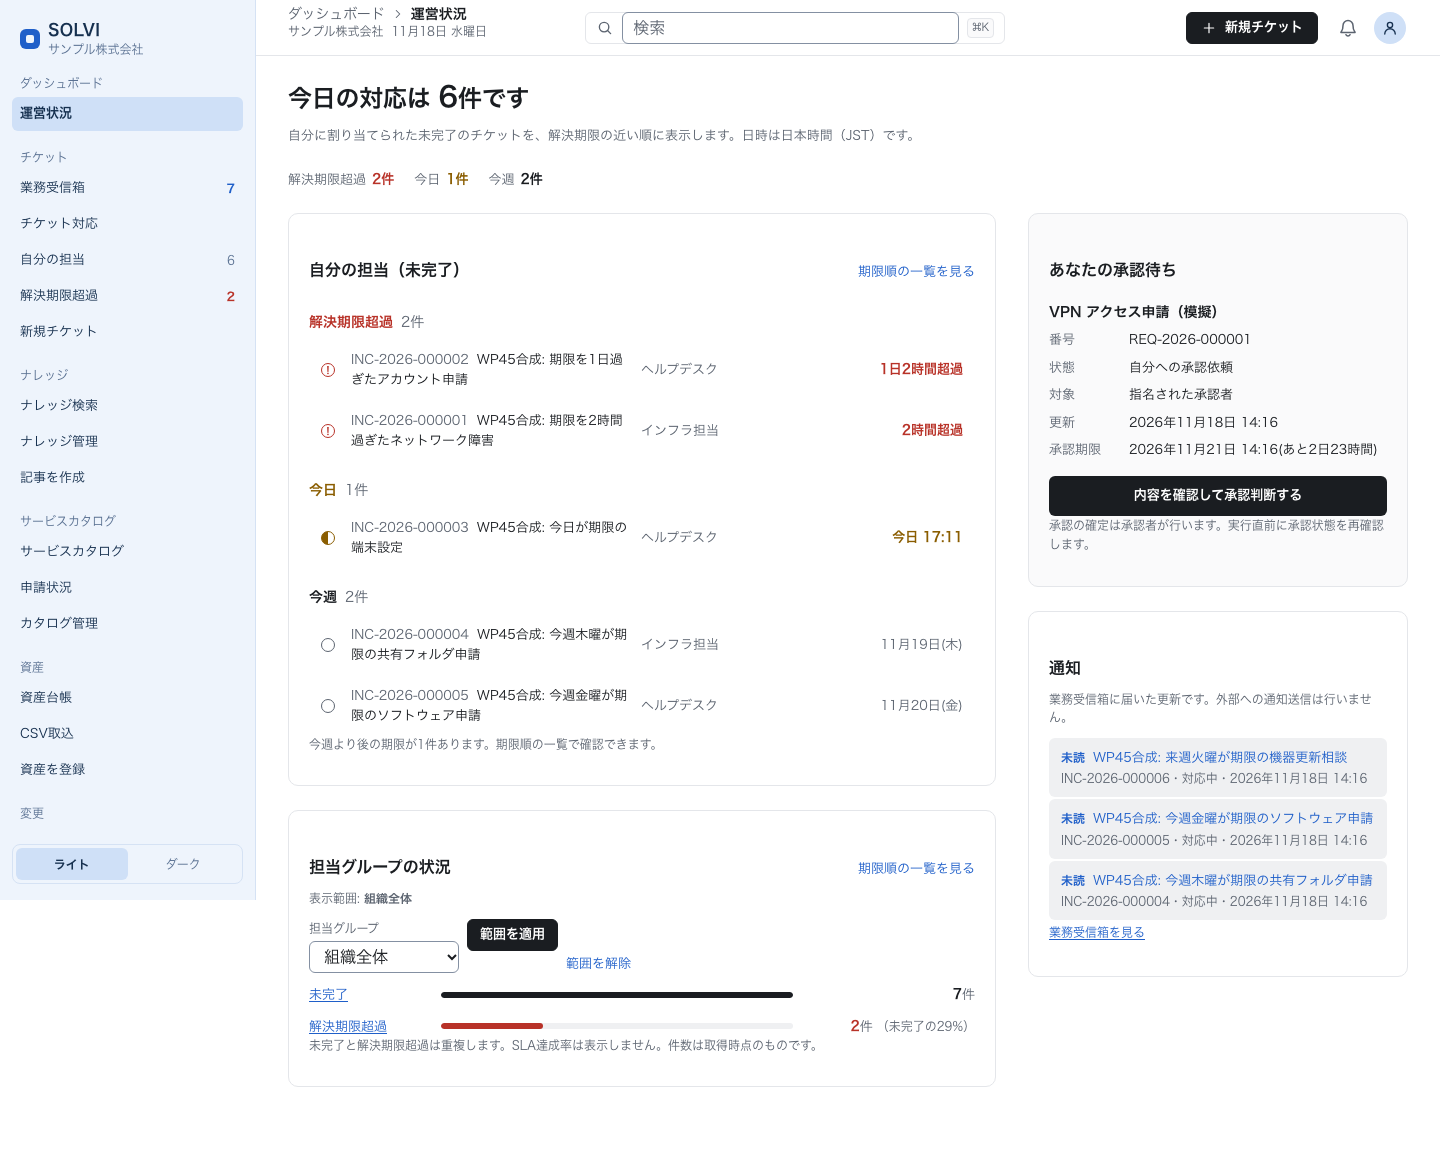 SOLVI
サンプル株式会社
ダッシュボード
運営状況
チケット
業務受信箱 7
チケット対応
自分の担当 6
解決期限超過 2
新規チケット
ナレッジ
ナレッジ検索
ナレッジ管理
記事を作成
サービスカタログ
サービスカタログ
申請状況
カタログ管理
資産
資産台帳
CSV取込
資産を登録
変更
ライト ダーク
ダッシュボード > 運営状況
サンプル株式会社 11月18日 水曜日
検索 ⌘K
+ 新規チケット
今日の対応は 6件です
自分に割り当てられた未完了のチケットを、解決期限の近い順に表示します。日時は日本時間（JST）です。
解決期限超過 2件 今日 1件 今週 2件
自分の担当（未完了） 期限順の一覧を見る
解決期限超過 2件
INC-2026-000002 WP45合成: 期限を1日過
ぎたアカウント申請
ヘルプデスク
1日2時間超過
INC-2026-000001 WP45合成: 期限を2時間
過ぎたネットワーク障害
インフラ担当
2時間超過
今日 1件
INC-2026-000003 WP45合成: 今日が期限の
端末設定
ヘルプデスク
今日 17:11
今週 2件
INC-2026-000004 WP45合成: 今週木曜が期
限の共有フォルダ申請
インフラ担当
11月19日(木)
INC-2026-000005 WP45合成: 今週金曜が期
限のソフトウェア申請
ヘルプデスク
11月20日(金)
今週より後の期限が1件あります。期限順の一覧で確認できます。
担当グループの状況 期限順の一覧を見る
表示範囲: 組織全体
担当グループ
組織全体
範囲を適用
範囲を解除
未完了 7件
解決期限超過 2件 （未完了の29%）
未完了と解決期限超過は重複します。SLA達成率は表示しません。件数は取得時点のものです。
あなたの承認待ち
VPN アクセス申請（模擬）
番号 REQ-2026-000001
状態 自分への承認依頼
対象 指名された承認者
更新 2026年11月18日 14:16
承認期限 2026年11月21日 14:16(あと2日23時間)
内容を確認して承認判断する
承認の確定は承認者が行います。実行直前に承認状態を再確認
します。
通知
業務受信箱に届いた更新です。外部への通知送信は行いませ
ん。
未読 WP45合成: 来週火曜が期限の機器更新相談
INC-2026-000006・対応中・2026年11月18日 14:16
未読 WP45合成: 今週金曜が期限のソフトウェア申請
INC-2026-000005・対応中・2026年11月18日 14:16
未読 WP45合成: 今週木曜が期限の共有フォルダ申請
INC-2026-000004・対応中・2026年11月18日 14:16
業務受信箱を見る